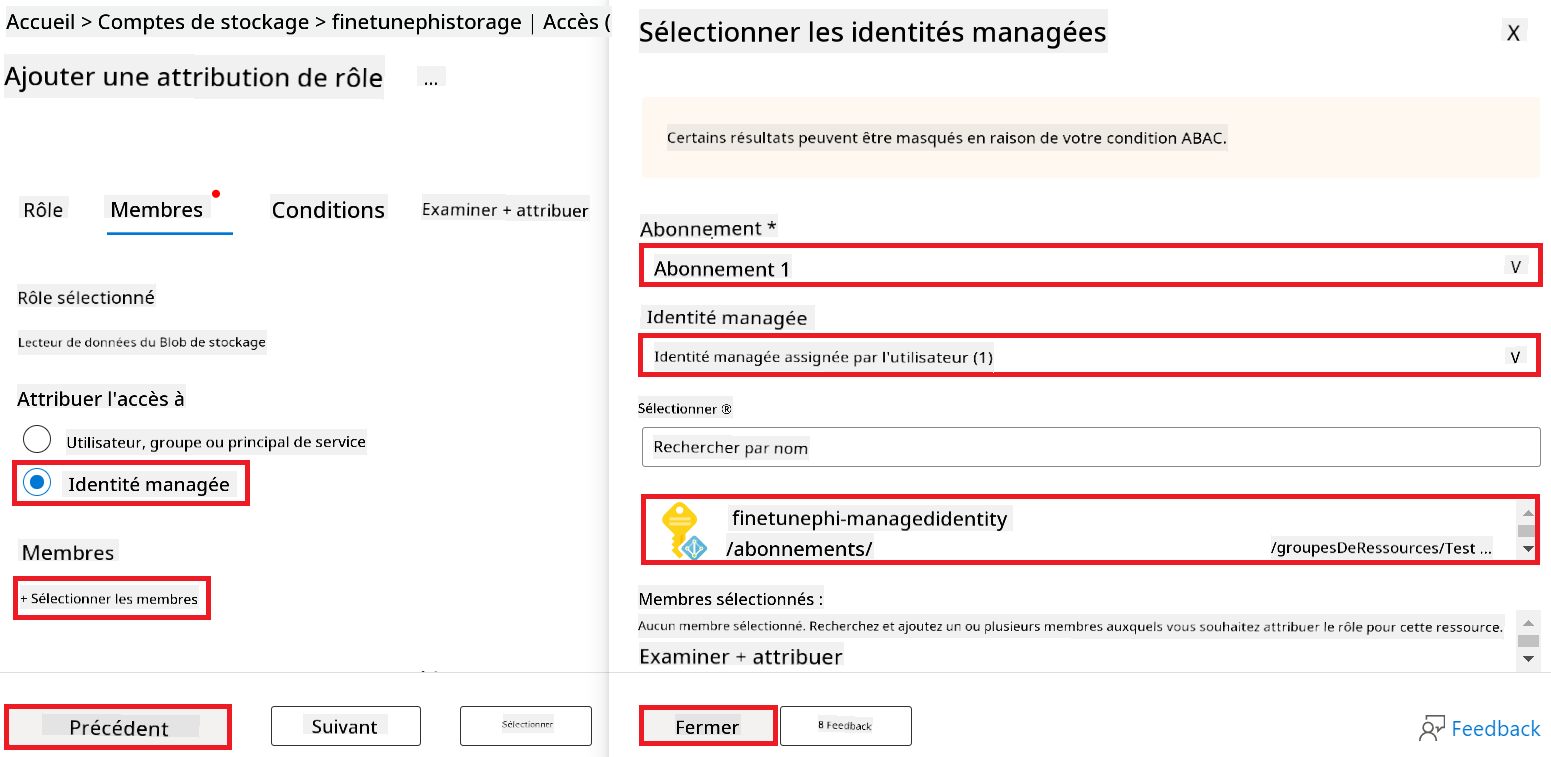 Accueil > Comptes de stockage > finetunephistorage | Accès (
Ajouter une attribution de rôle ...
Rôle Membres Conditions Examiner + attribuer
Rôle sélectionné
Lecteur de données du Blob de stockage
Attribuer l'accès à
Utilisateur, groupe ou principal de service
Identité managée
Membres
+ Sélectionner les membres
Précédent Suivant Sélectionner
Sélectionner les identités managées X
Certains résultats peuvent être masqués en raison de votre condition ABAC.
Abonnement *
Abonnement 1 V
Identité managée
Identité managée assignée par l'utilisateur (1) V
Sélectionner ®
Rechercher par nom
finetunephi-managedidentity
/abonnements/ /groupesDeRessources/Test ...
Membres sélectionnés :
Aucun membre sélectionné. Recherchez et ajoutez un ou plusieurs membres auxquels vous souhaitez attribuer le rôle pour cette ressource.
Examiner + attribuer
Fermer 8 Feedback Feedback